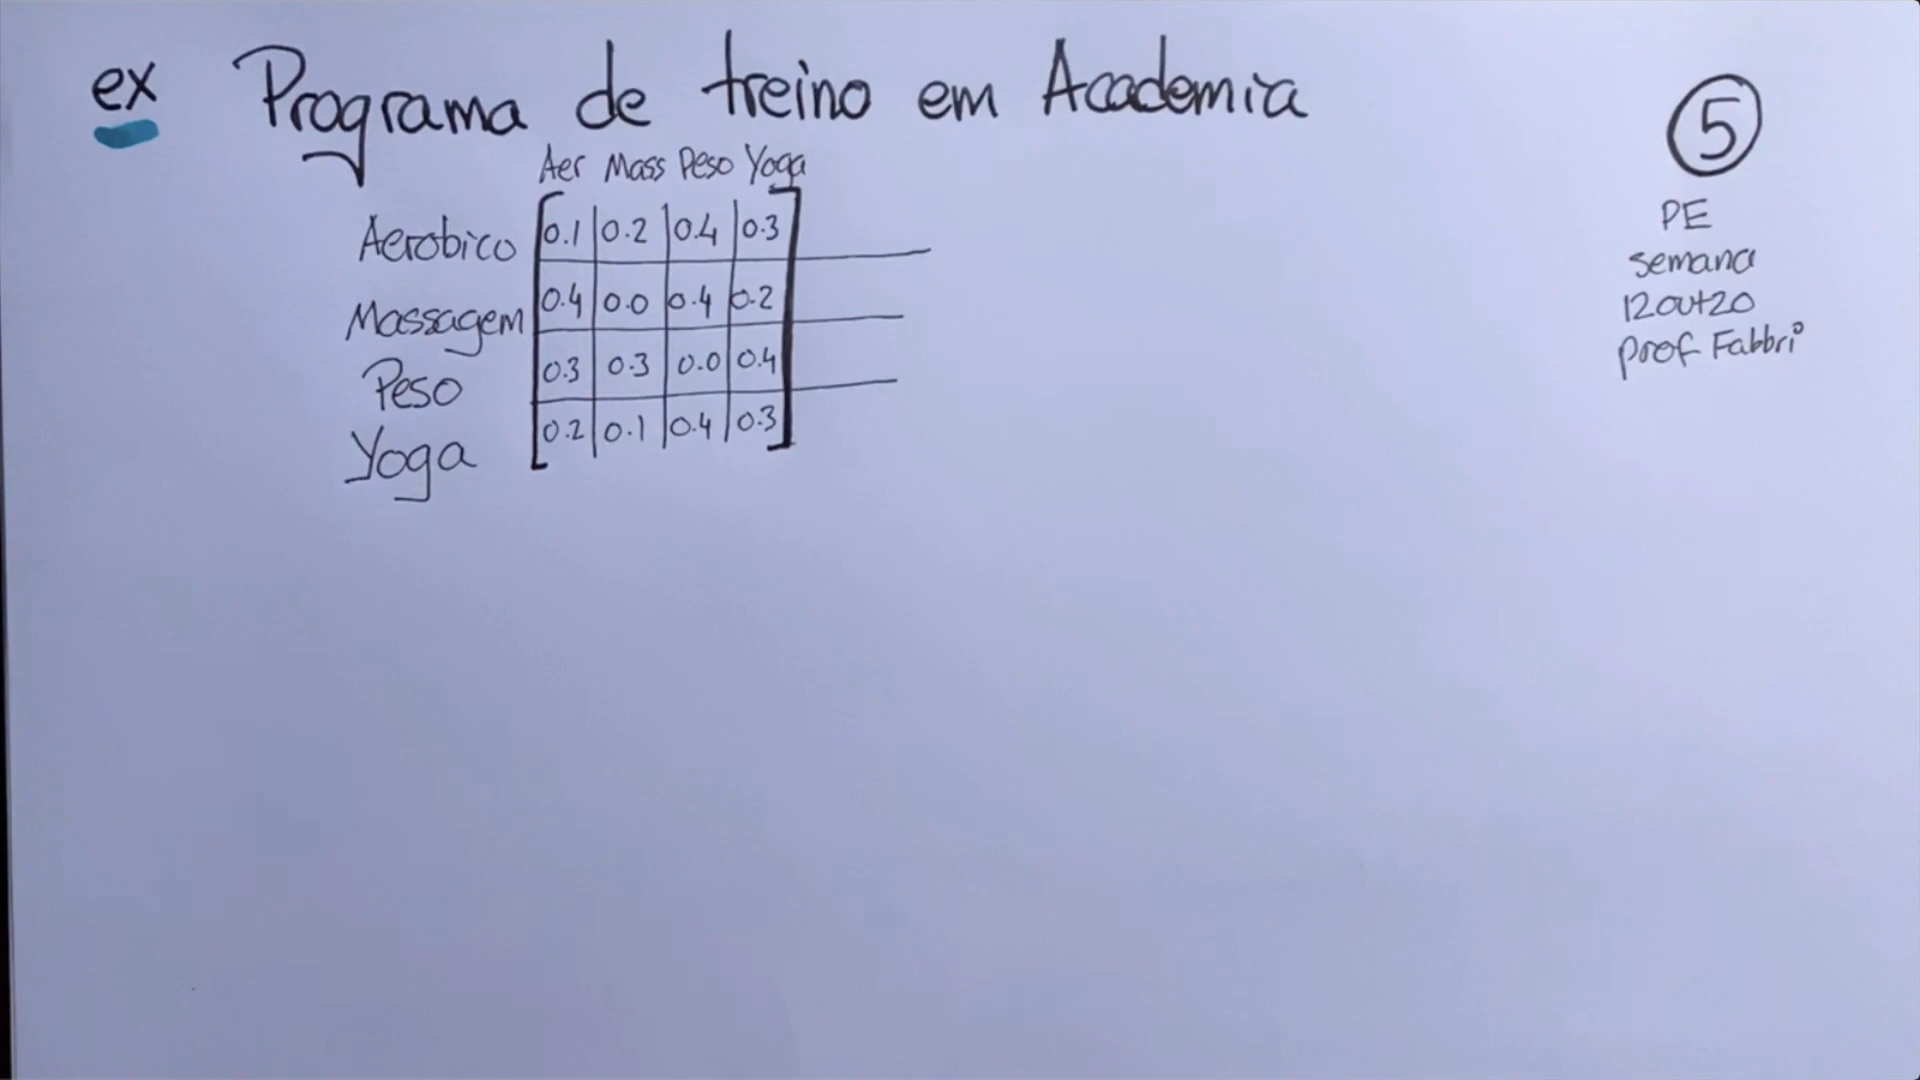 ex Programa de treino em Academia
Aer Mass Peso Yoga
Aerobico 0.1 0.2 0.4 0.3
Massagem 0.4 0.0 0.4 0.2
Peso 0.3 0.3 0.0 0.4
Yoga 0.2 0.1 0.4 0.3
5
PE
semana
12out20
prof Fabbri